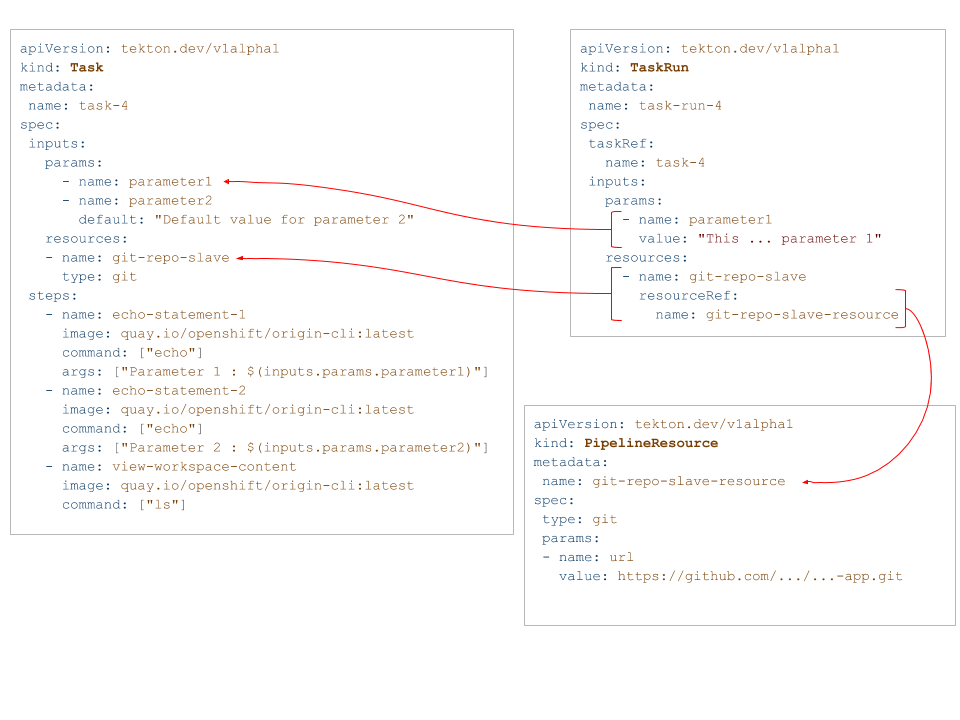 apiVersion: tekton.dev/v1alpha1
kind: Task
metadata:
 name: task-4
spec:
 inputs:
   params:
     - name: parameter1
     - name: parameter2
       default: "Default value for parameter 2"
   resources:
   - name: git-repo-slave
     type: git
 steps:
   - name: echo-statement-1
     image: quay.io/openshift/origin-cli:latest
     command: ["echo"]
     args: ["Parameter 1 : $(inputs.params.parameter1)"]
   - name: echo-statement-2
     image: quay.io/openshift/origin-cli:latest
     command: ["echo"]
     args: ["Parameter 2 : $(inputs.params.parameter2)"]
   - name: view-workspace-content
     image: quay.io/openshift/origin-cli:latest
     command: ["ls"]
apiVersion: tekton.dev/v1alpha1
kind: TaskRun
metadata:
 name: task-run-4
spec:
 taskRef:
   name: task-4
 inputs:
   params:
     - name: parameter1
       value: "This ... parameter 1"
   resources:
     - name: git-repo-slave
       resourceRef:
         name: git-repo-slave-resource
apiVersion: tekton.dev/v1alpha1
kind: PipelineResource
metadata:
 name: git-repo-slave-resource
spec:
 type: git
 params:
 - name: url
   value: https://github.com/.../...-app.git